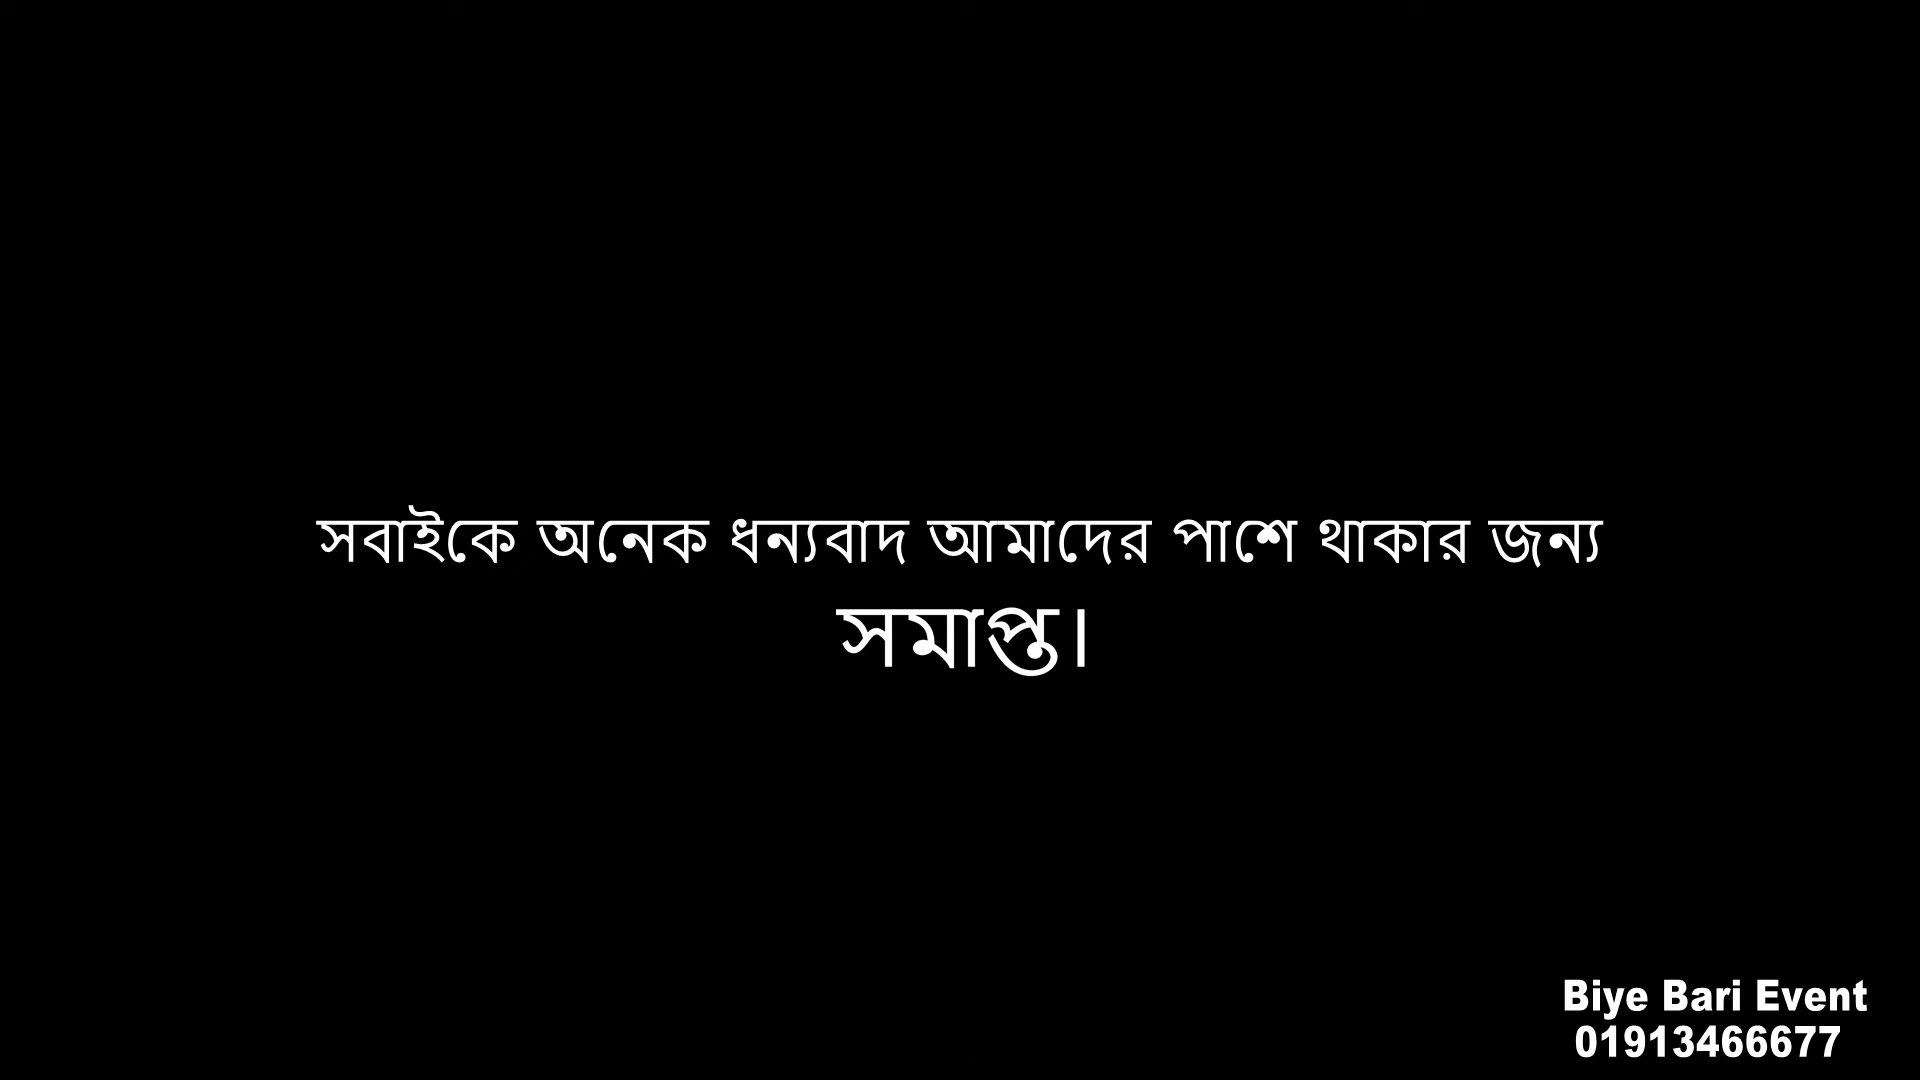 সবাইকে অনেক ধন্যবাদ আমাদের পাশে থাকার জন্য
সমাপ্ত।
Biye Bari Event
01913466677